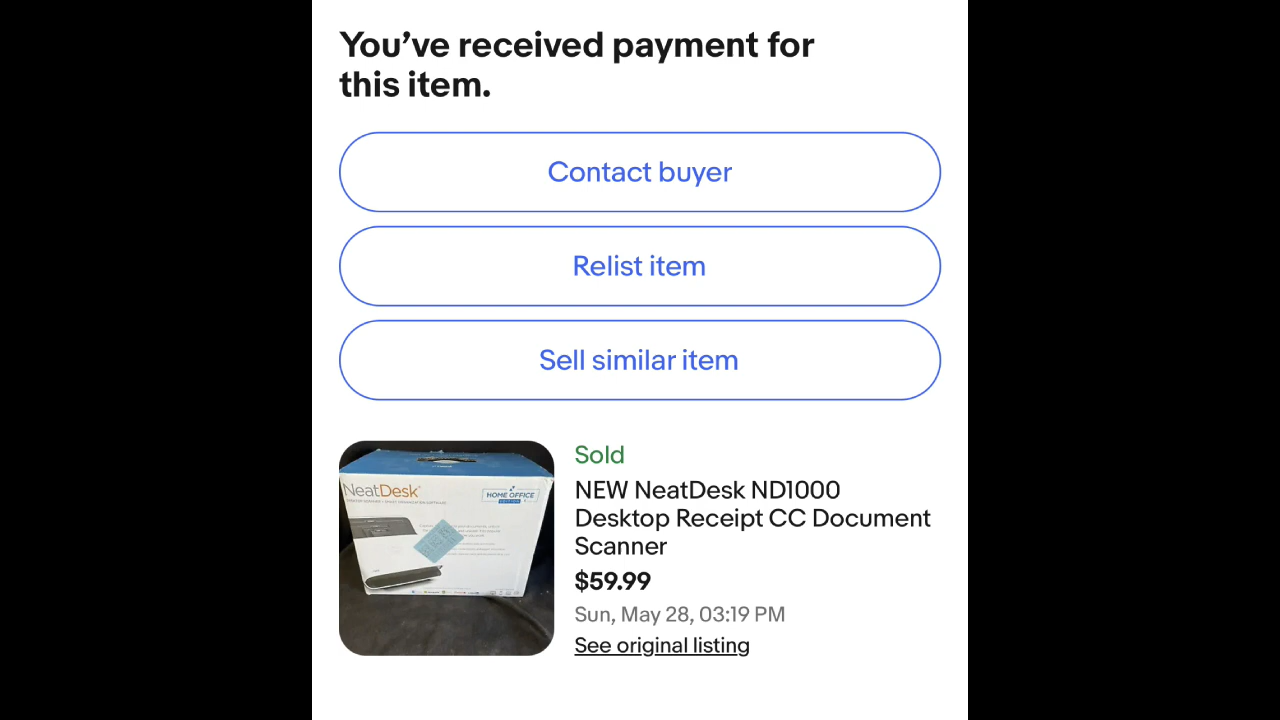 You’ve received payment for
this item.
Contact buyer
Relist item
Sell similar item
NeatDesk
HOME OFFICE
Sold
NEW NeatDesk ND1000
Desktop Receipt CC Document
Scanner
$59.99
Sun, May 28, 03:19 PM
See original listing